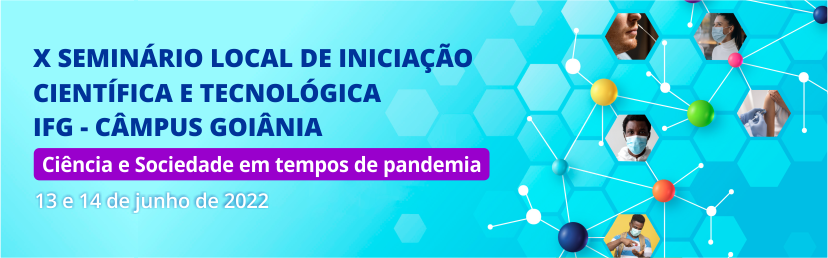 X SEMINÁRIO LOCAL DE INICIAÇÃO
CIENTÍFICA E TECNOLÓGICA
IFG - CÂMPUS GOIÂNIA
Ciência e Sociedade em tempos de pandemia
13 e 14 de junho de 2022